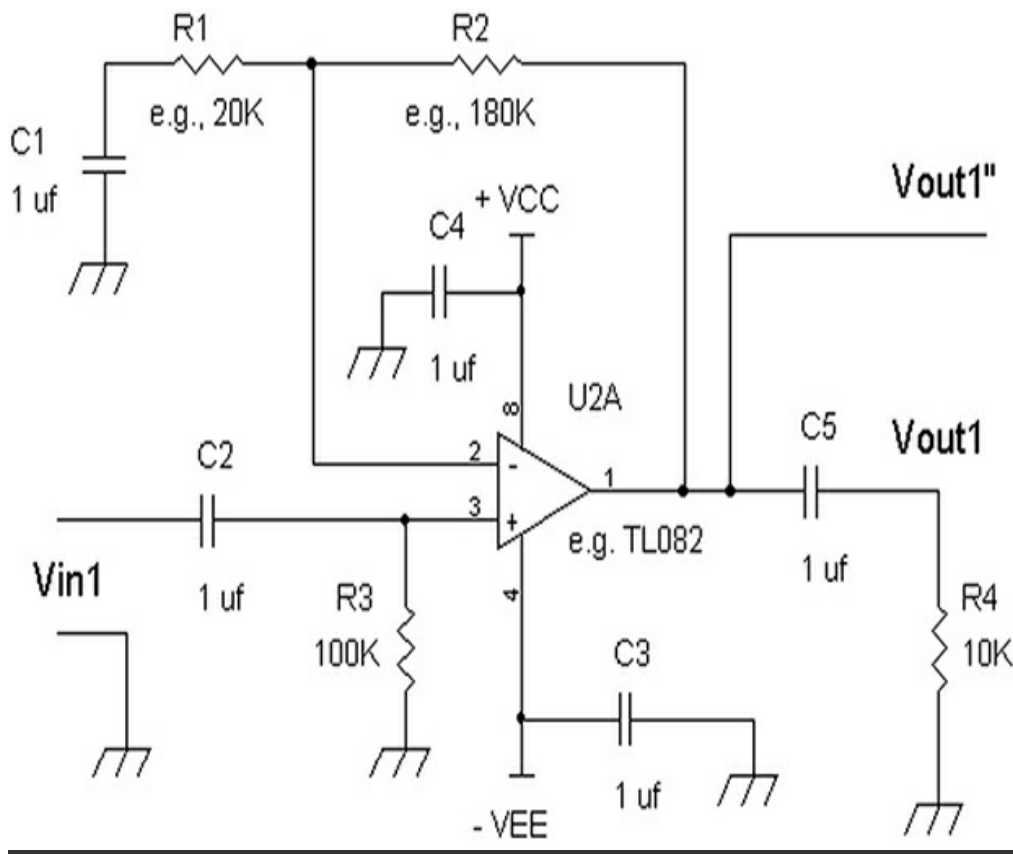 R1
R2
e.g., 20K
e.g., 180K
C1
1 uf
Vout1"
+ VCC
C4
1 uf
8
U2A
C5
Vout1
C2
2
-
1
3
+
e.g. TL082
1 uf
Vin1
1 uf
R3
100K
4
R4
10K
C3
1 uf
- VEE